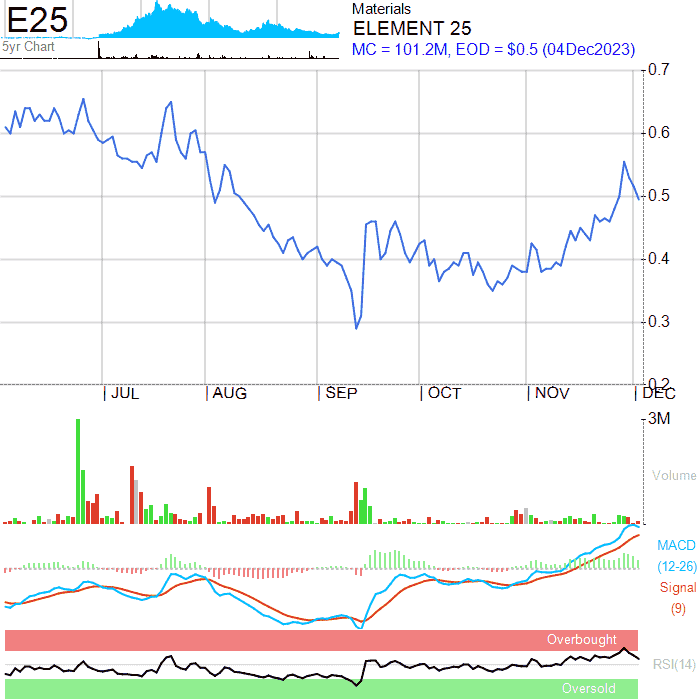 E25
5yr Chart
Materials
ELEMENT 25
MC = 101.2M, EOD = $0.5 (04Dec2023)
0.7
0.6
0.5
0.4
0.3
0.2
| JUL | AUG | SEP | OCT | NOV | DEC
3M
Volume
MACD
(12-26)
Signal
(9)
Overbought
RSI(14)
Oversold